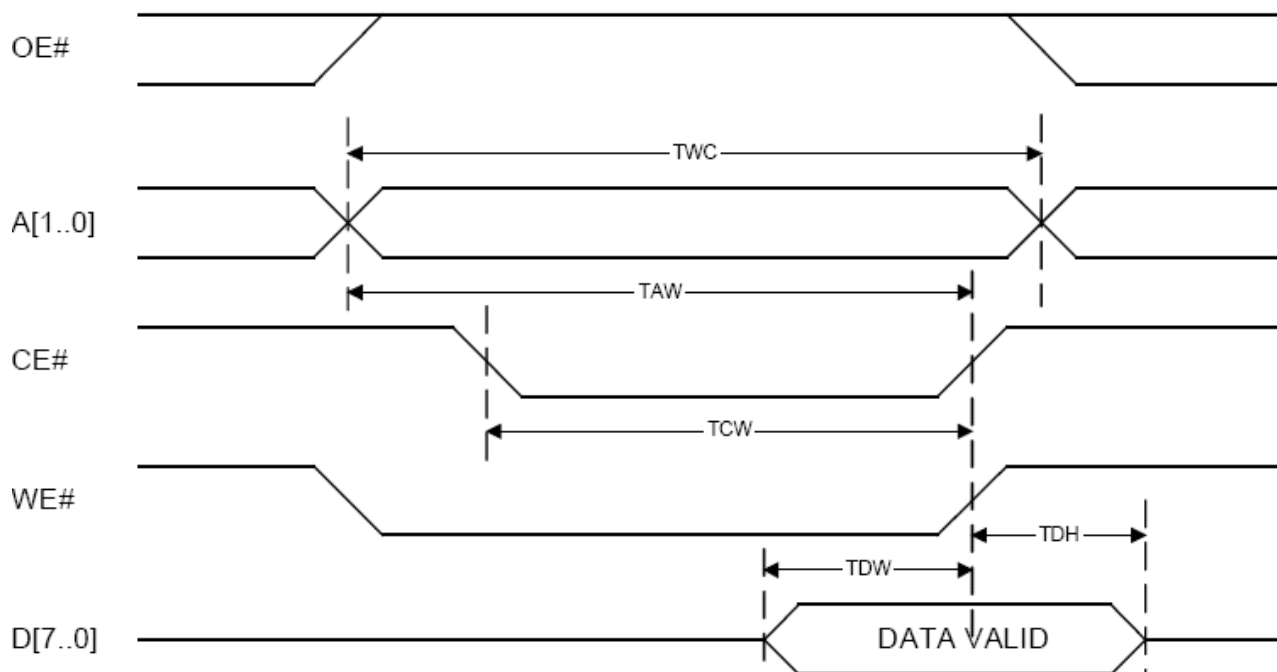 OE#
TWC
A[1..0]
TAW
CE#
TCW
WE#
TDH
TDW
D[7..0]
DATA VALID